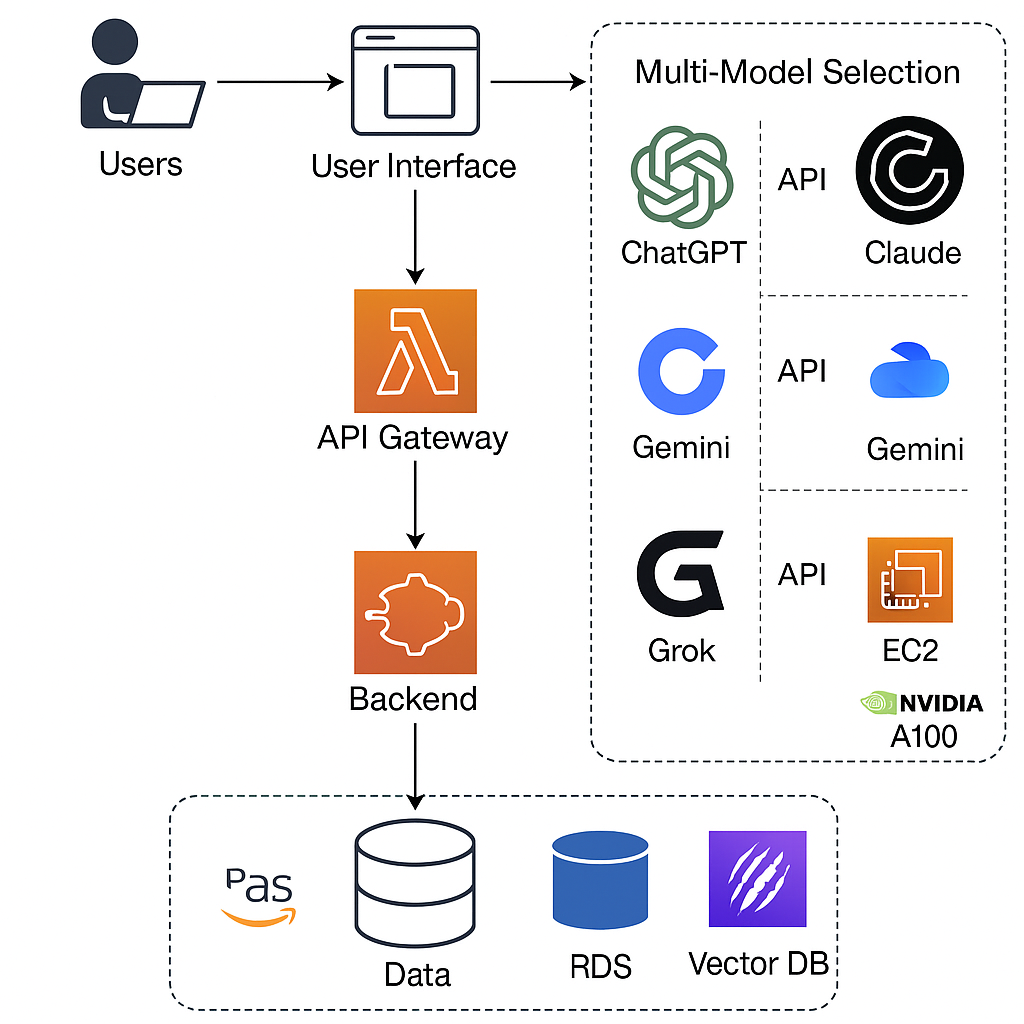 Users
User Interface
Multi-Model Selection
ChatGPT
API
Claude
Gemini
API
Gemini
Grok
API
EC2
NVIDIA
A100
API Gateway
Backend
Pas
Data
RDS
Vector DB